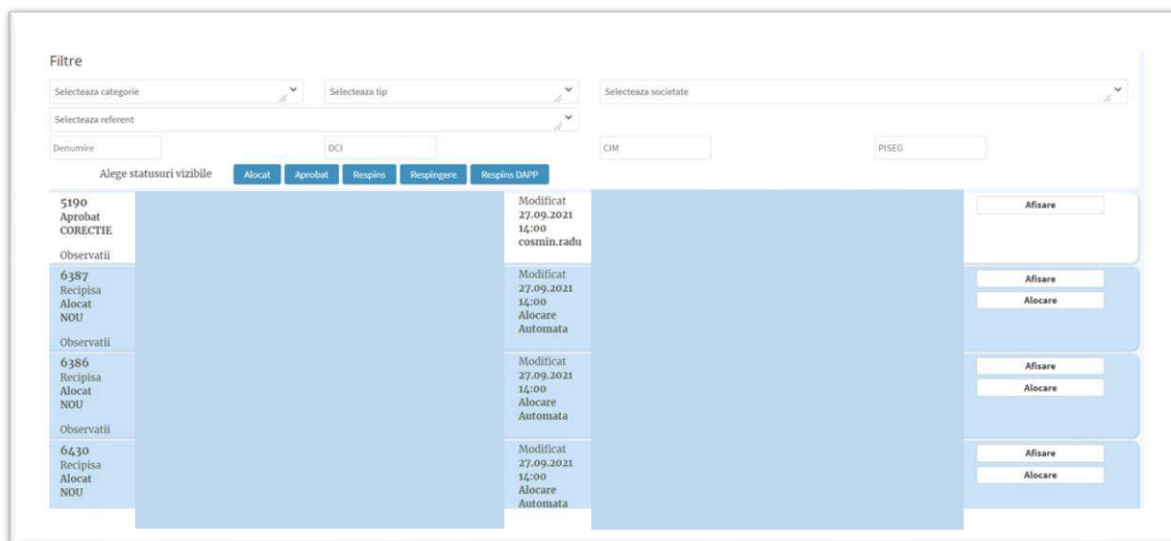 Filtre
Selecteaza categorie Selecteaza tip Selecteaza societate
Selecteaza referent
Denumire DCI CIM PISEG
Alege statusuri vizibile Alocat Aprobat Respins Respingere Respins DAPP
5190
Aprobat
CORECTIE
Observatii
Modificat
27.09.2021
14:00
cosmin.radu
Afisare
6387
Recipisa
Alocat
NOU
Observatii
Modificat
27.09.2021
14:00
Alocare
Automata
Afisare
Alocare
6386
Recipisa
Alocat
NOU
Observatii
Modificat
27.09.2021
14:00
Alocare
Automata
Afisare
Alocare
6430
Recipisa
Alocat
NOU
Modificat
27.09.2021
14:00
Alocare
Automata
Afisare
Alocare